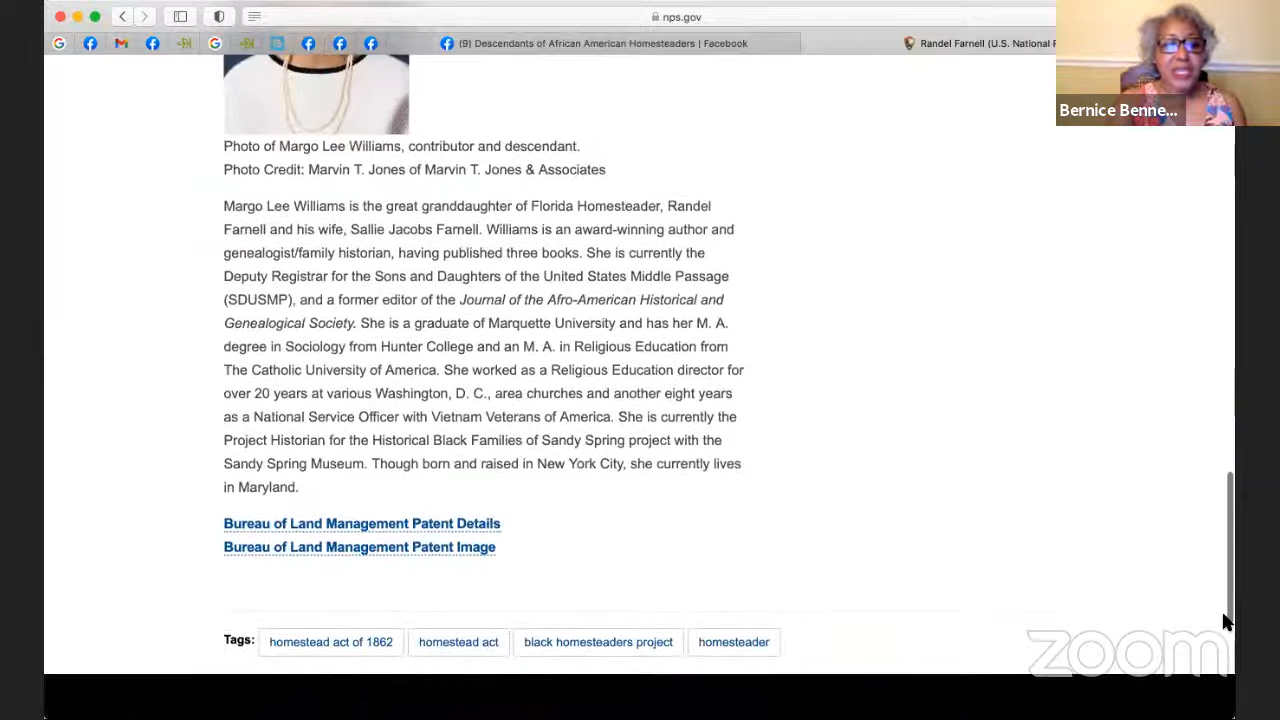 nps.gov
(9) Descendants of African American Homesteaders | Facebook
Randel Farnell (U.S. National
Bernice Benne...
Photo of Margo Lee Williams, contributor and descendant.
Photo Credit: Marvin T. Jones of Marvin T. Jones & Associates
Margo Lee Williams is the great granddaughter of Florida Homesteader, Randel
Farnell and his wife, Sallie Jacobs Farnell. Williams is an award-winning author and
genealogist/family historian, having published three books. She is currently the
Deputy Registrar for the Sons and Daughters of the United States Middle Passage
(SDUSMP), and a former editor of the Journal of the Afro-American Historical and
Genealogical Society. She is a graduate of Marquette University and has her M. A.
degree in Sociology from Hunter College and an M. A. in Religious Education from
The Catholic University of America. She worked as a Religious Education director for
over 20 years at various Washington, D. C., area churches and another eight years
as a National Service Officer with Vietnam Veterans of America. She is currently the
Project Historian for the Historical Black Families of Sandy Spring project with the
Sandy Spring Museum. Though born and raised in New York City, she currently lives
in Maryland.
Bureau of Land Management Patent Details
Bureau of Land Management Patent Image
Tags: homestead act of 1862 homestead act black homesteaders project homesteader
zoom